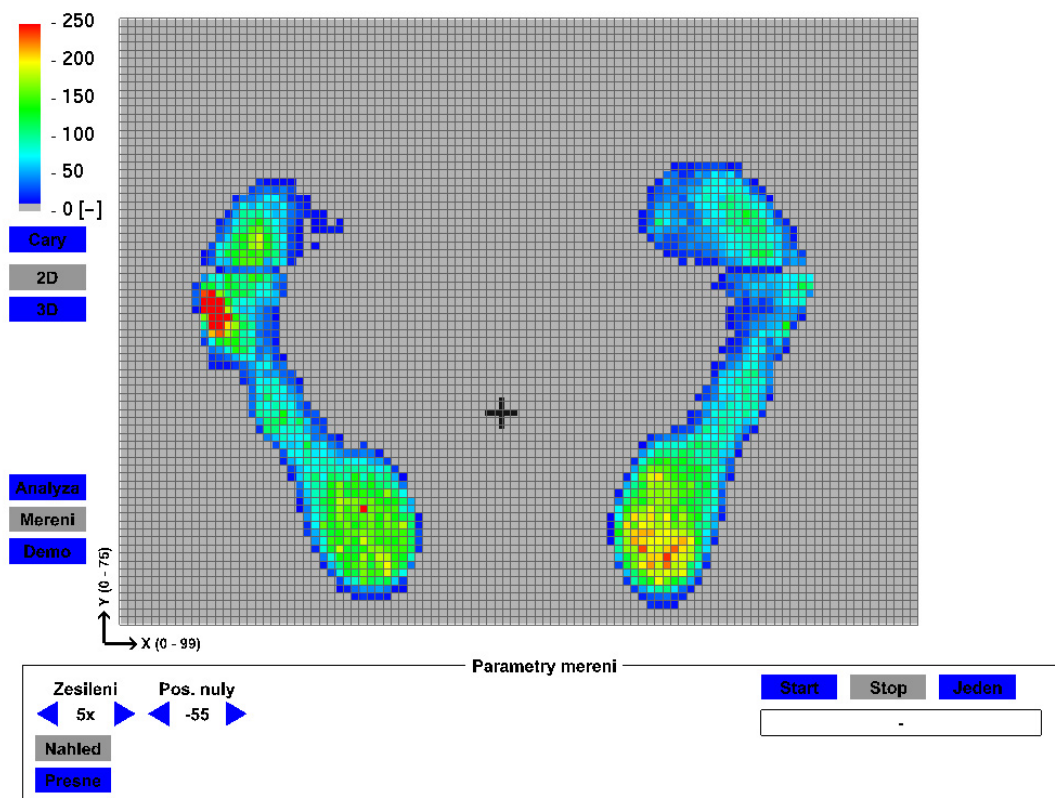 - 250
- 200
- 150
- 100
- 50
- 0 [-]
Cary
2D
3D
Analyza
Mereni
Demo
Y (0 - 75)
X (0 - 99)
Parametry mereni
Zesileni Pos. nuly
5x -55
Nahled
Presne
Start Stop Jeden
-